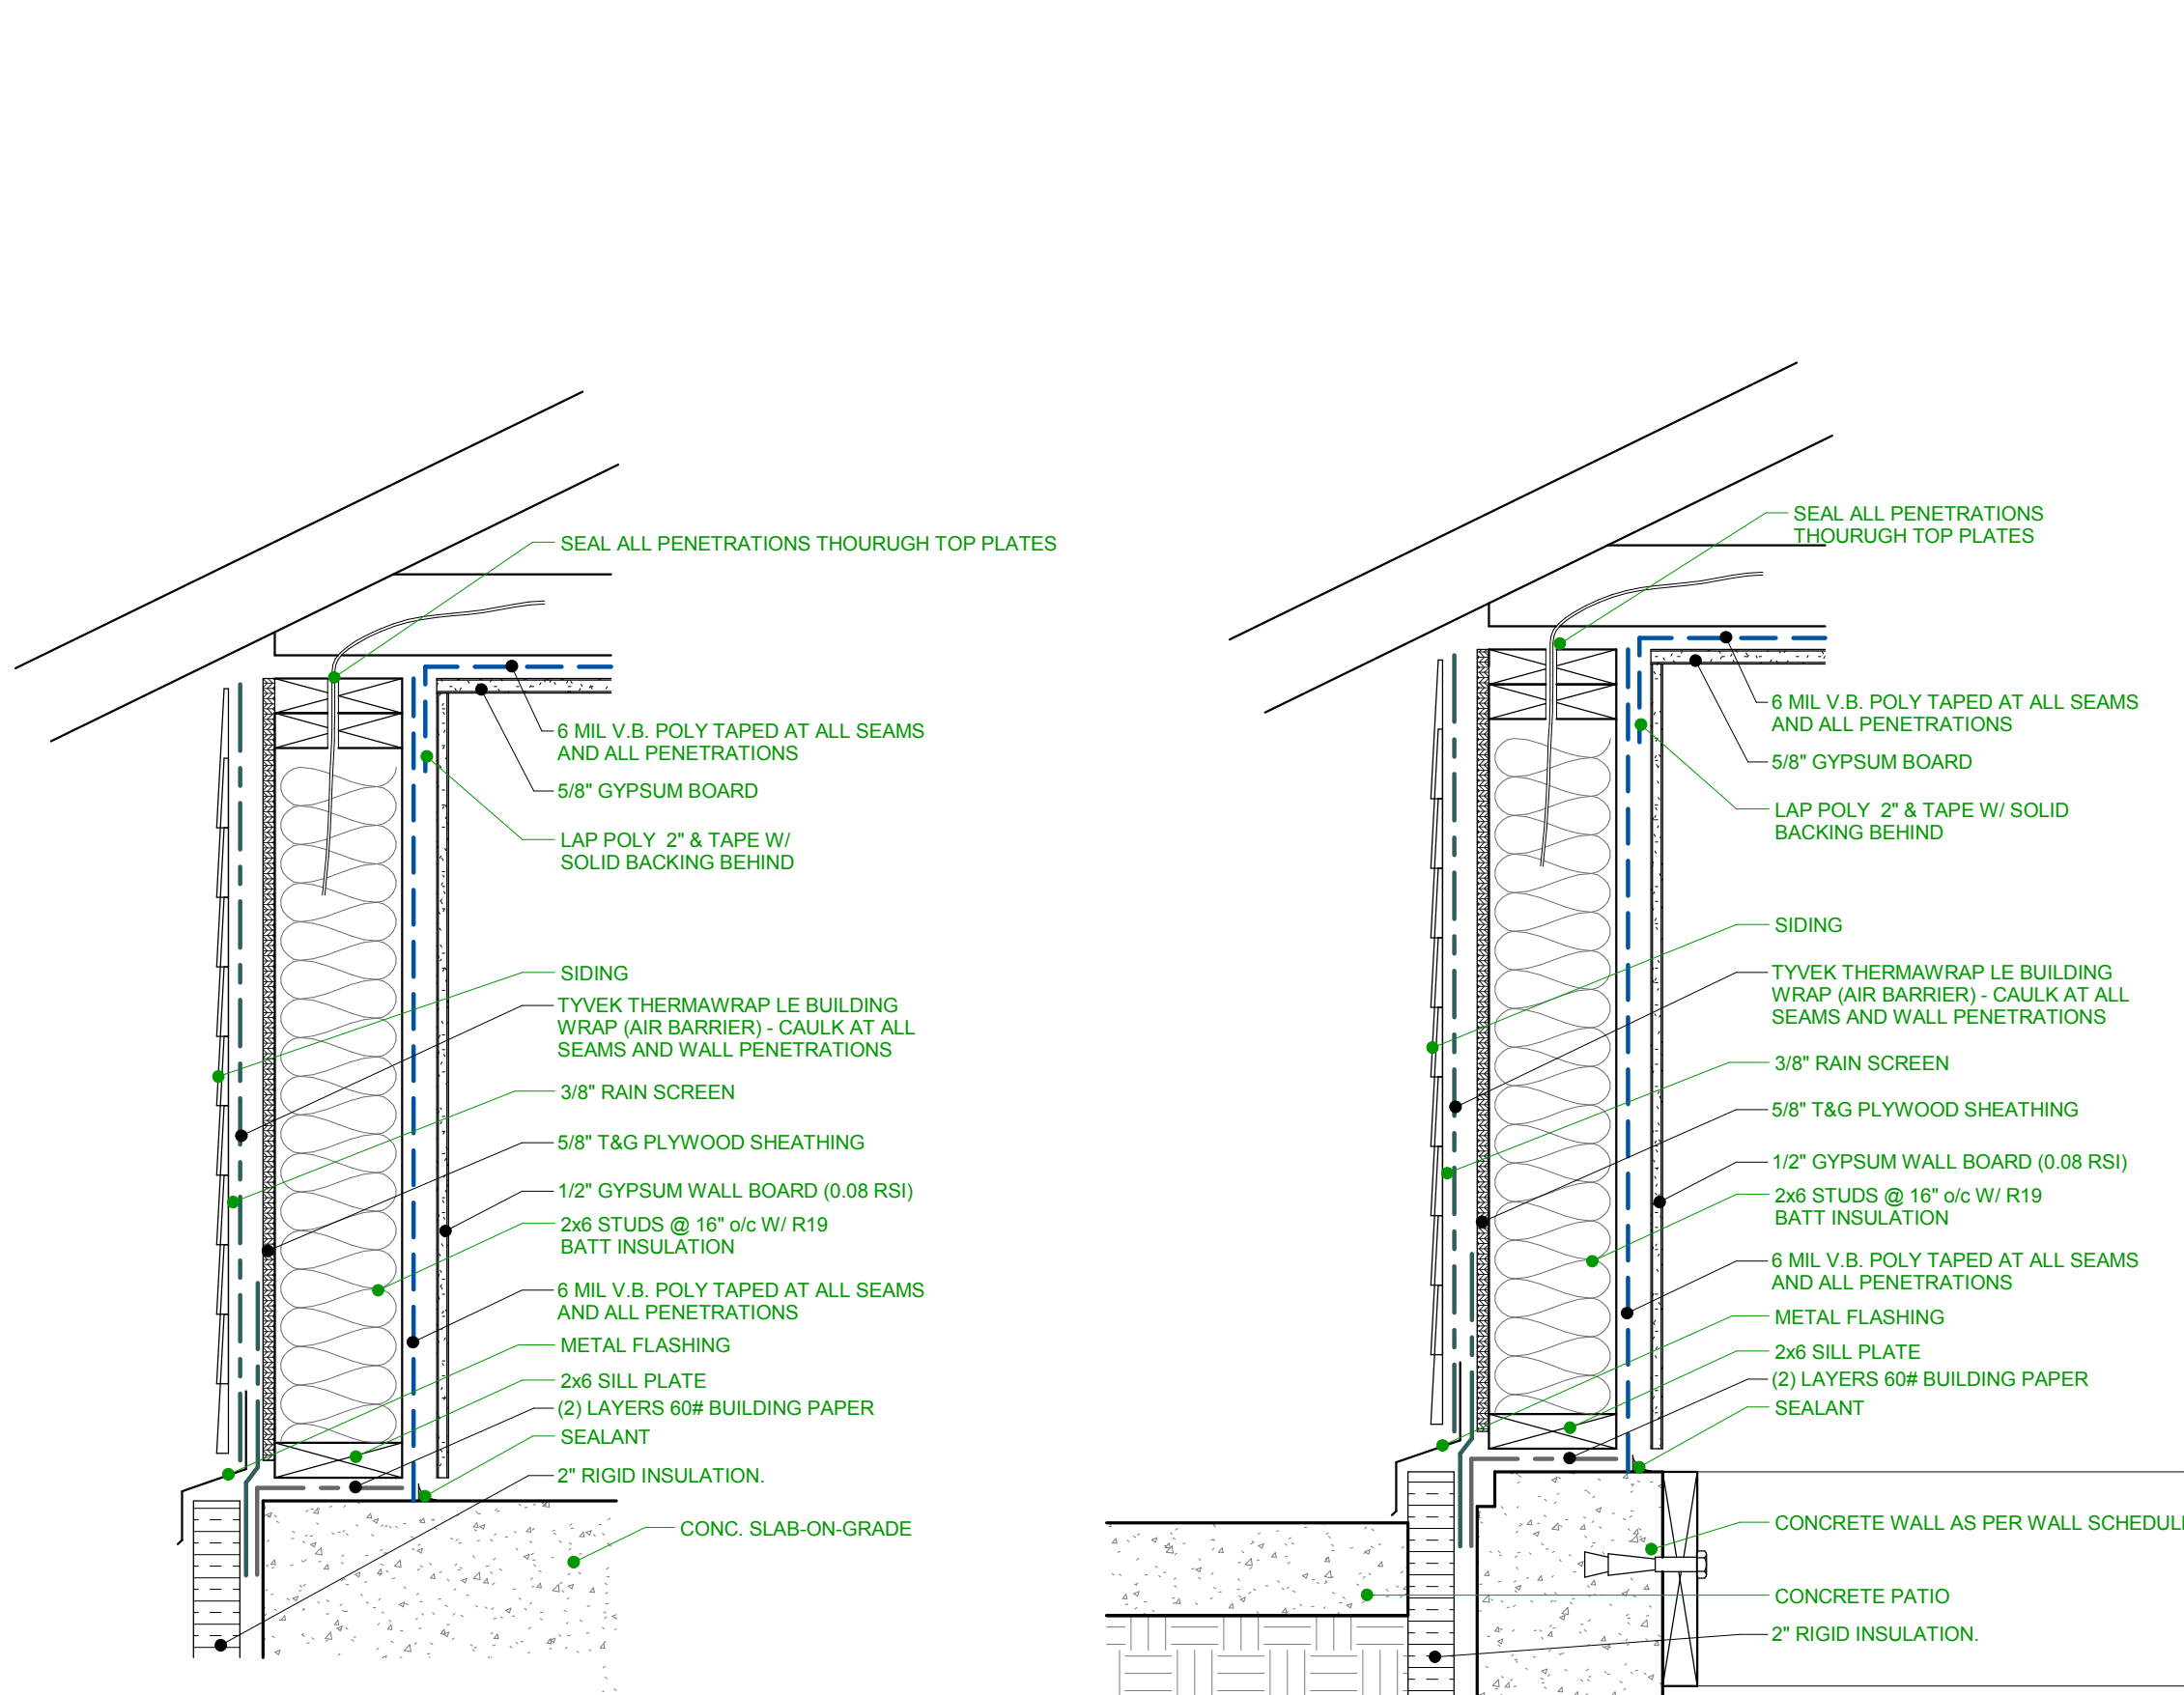 SEAL ALL PENETRATIONS THOURUGH TOP PLATES
6 MIL V.B. POLY TAPED AT ALL SEAMS
AND ALL PENETRATIONS
5/8" GYPSUM BOARD
LAP POLY 2" & TAPE W/
SOLID BACKING BEHIND
SIDING
TYVEK THERMAWRAP LE BUILDING
WRAP (AIR BARRIER) - CAULK AT ALL
SEAMS AND WALL PENETRATIONS
3/8" RAIN SCREEN
5/8" T&G PLYWOOD SHEATHING
1/2" GYPSUM WALL BOARD (0.08 RSI)
2x6 STUDS @ 16" o/c W/ R19
BATT INSULATION
6 MIL V.B. POLY TAPED AT ALL SEAMS
AND ALL PENETRATIONS
METAL FLASHING
2x6 SILL PLATE
(2) LAYERS 60# BUILDING PAPER
SEALANT
2" RIGID INSULATION.
CONC. SLAB-ON-GRADE
SEAL ALL PENETRATIONS
THOURUGH TOP PLATES
6 MIL V.B. POLY TAPED AT ALL SEAMS
AND ALL PENETRATIONS
5/8" GYPSUM BOARD
LAP POLY 2" & TAPE W/ SOLID
BACKING BEHIND
SIDING
TYVEK THERMAWRAP LE BUILDING
WRAP (AIR BARRIER) - CAULK AT ALL
SEAMS AND WALL PENETRATIONS
3/8" RAIN SCREEN
5/8" T&G PLYWOOD SHEATHING
1/2" GYPSUM WALL BOARD (0.08 RSI)
2x6 STUDS @ 16" o/c W/ R19
BATT INSULATION
6 MIL V.B. POLY TAPED AT ALL SEAMS
AND ALL PENETRATIONS
METAL FLASHING
2x6 SILL PLATE
(2) LAYERS 60# BUILDING PAPER
SEALANT
CONCRETE WALL AS PER WALL
CONCRETE PATIO
2" RIGID INSULATION.